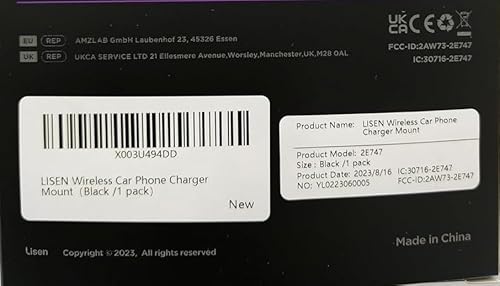 EU REP AMZLAB GmbH Laubenhof 23, 45326 Essen
UK REP UKCA SERVICE LTD 21 Ellesmere Avenue,Worsley,Manchester,UK,M28 0AL
UK CA CE FC
FCC-ID:2AW73-2E747
IC:30716-2E747
X003U494DD
LISEN Wireless Car Phone Charger
Mount（Black /1 pack）
New
Product Name: LISEN Wireless Car Phone
Charger Mount
Product Model: 2E747
Size : Black /1 pack
Product Date: 2023/8/16 IC:30716-2E747
NO: YL0223060005 FCC-ID:2AW73-2E747
Lisen Copyright © 2023, All rights reserved
Made in China